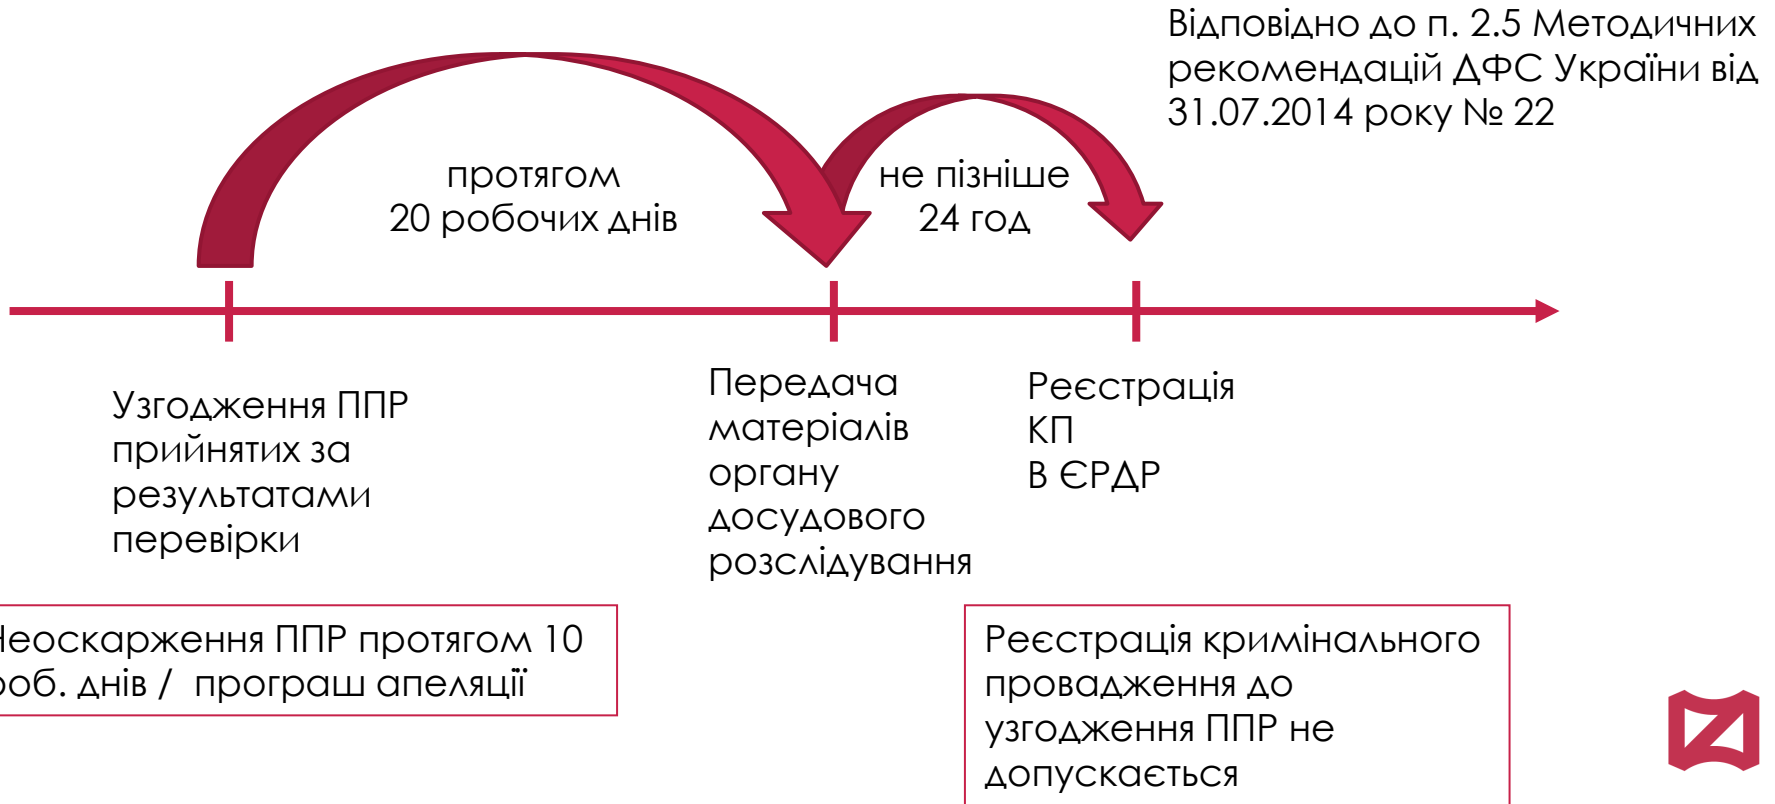 Відповідно до п. 2.5 Методичних
рекомендацій ДФС України від
31.07.2014 року № 22
протягом
20 робочих днів
не пізніше
24 год
Узгодження ППР
прийнятих за
результатами
перевірки
Передача
матеріалів
органу
досудового
розслідування
Реєстрація
КП
В ЄРДР
Неоскарження ППР протягом 10
роб. днів / програш апеляції
Реєстрація кримінального
провадження до
узгодження ППР не
допускається